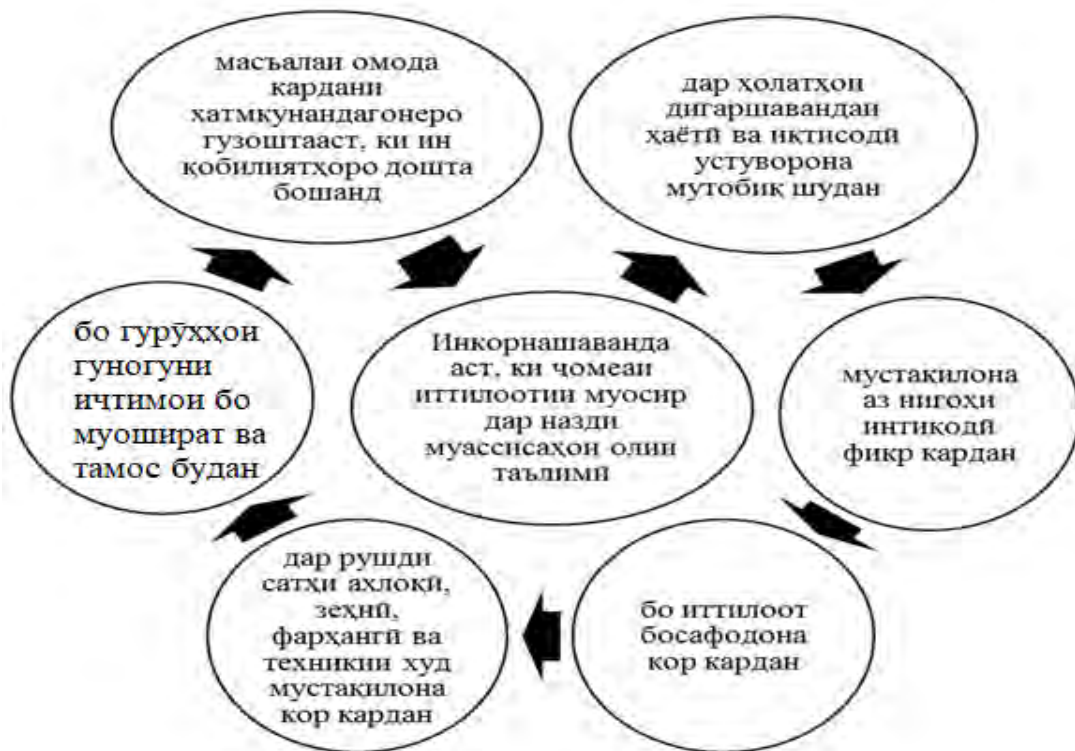 масъалаи омода
кардани
хатмкунандагонеро
гузоштааст, ки ин
қобилиятҳоро дошта
бошанд
дар ҳолатҳои
дигаршавандаи
ҳаётӣ ва иқтисодӣ
устуворона
мутобиқ шудан
бо гурӯҳҳои
гуногуни
иҷтимои бо
муошират ва
тамос будан
Инкорнашаванда
аст, ки ҷомеаи
иттилоотии муосир
дар назди
муассисаҳои олии
таълимӣ
мустақилона
аз нигоҳи
интиқодӣ
фикр кардан
дар рушди
сатҳи ахлоқӣ,
зеҳнӣ,
фарҳангӣ ва
техникии худ
мустақилона
кор кардан
бо иттилоот
босафодона
кор кардан